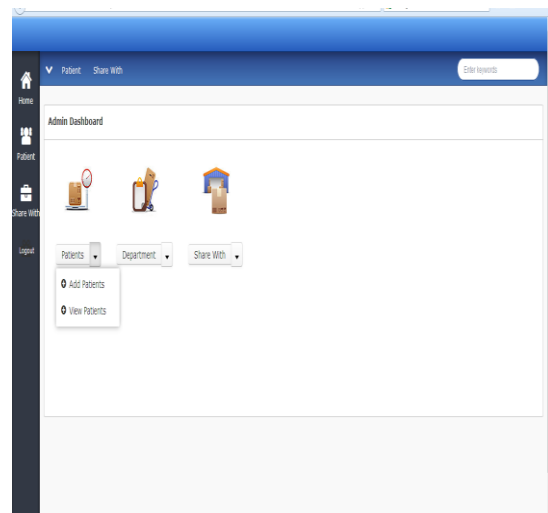 Patient Share With
Enter keywords
Home
Patient
Share With
Logout
Admin Dashboard
Patients Department Share With
Add Patients
View Patients